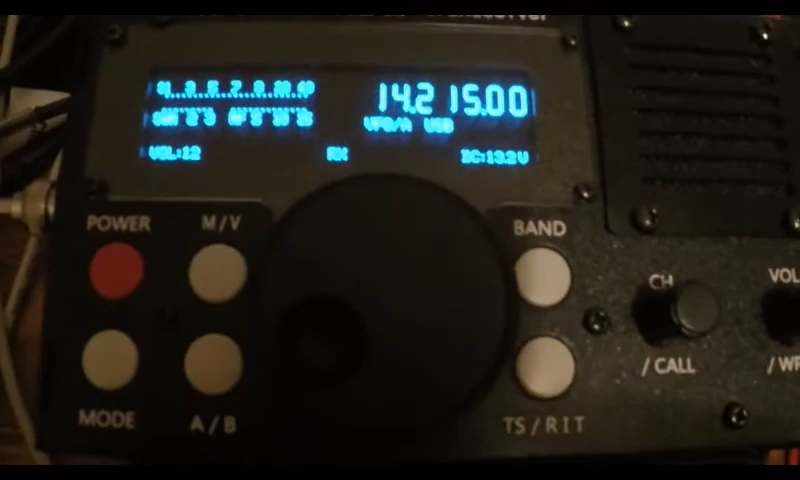 14.215.00
VFO/A USB
VOL:12 RX DC:13.2V
POWER M/V BAND
CH VOL
/CALL
MODE A/B TS/RIT